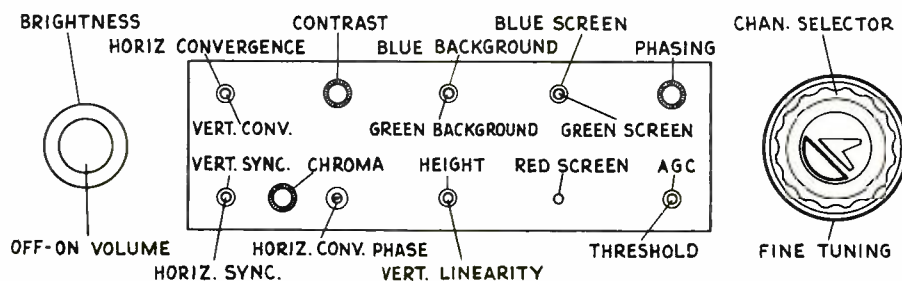 BRIGHTNESS
CONTRAST
BLUE SCREEN
CHAN. SELECTOR
HORIZ CONVERGENCE
BLUE BACKGROUND
PHASING
VERT. CONV.
GREEN BACKGROUND
GREEN SCREEN
VERT. SYNC.
CHROMA
HEIGHT
RED SCREEN
AGC
OFF-ON VOLUME
HORIZ. CONV. PHASE
THRESHOLD
FINE TUNING
HORIZ. SYNC.
VERT. LINEARITY